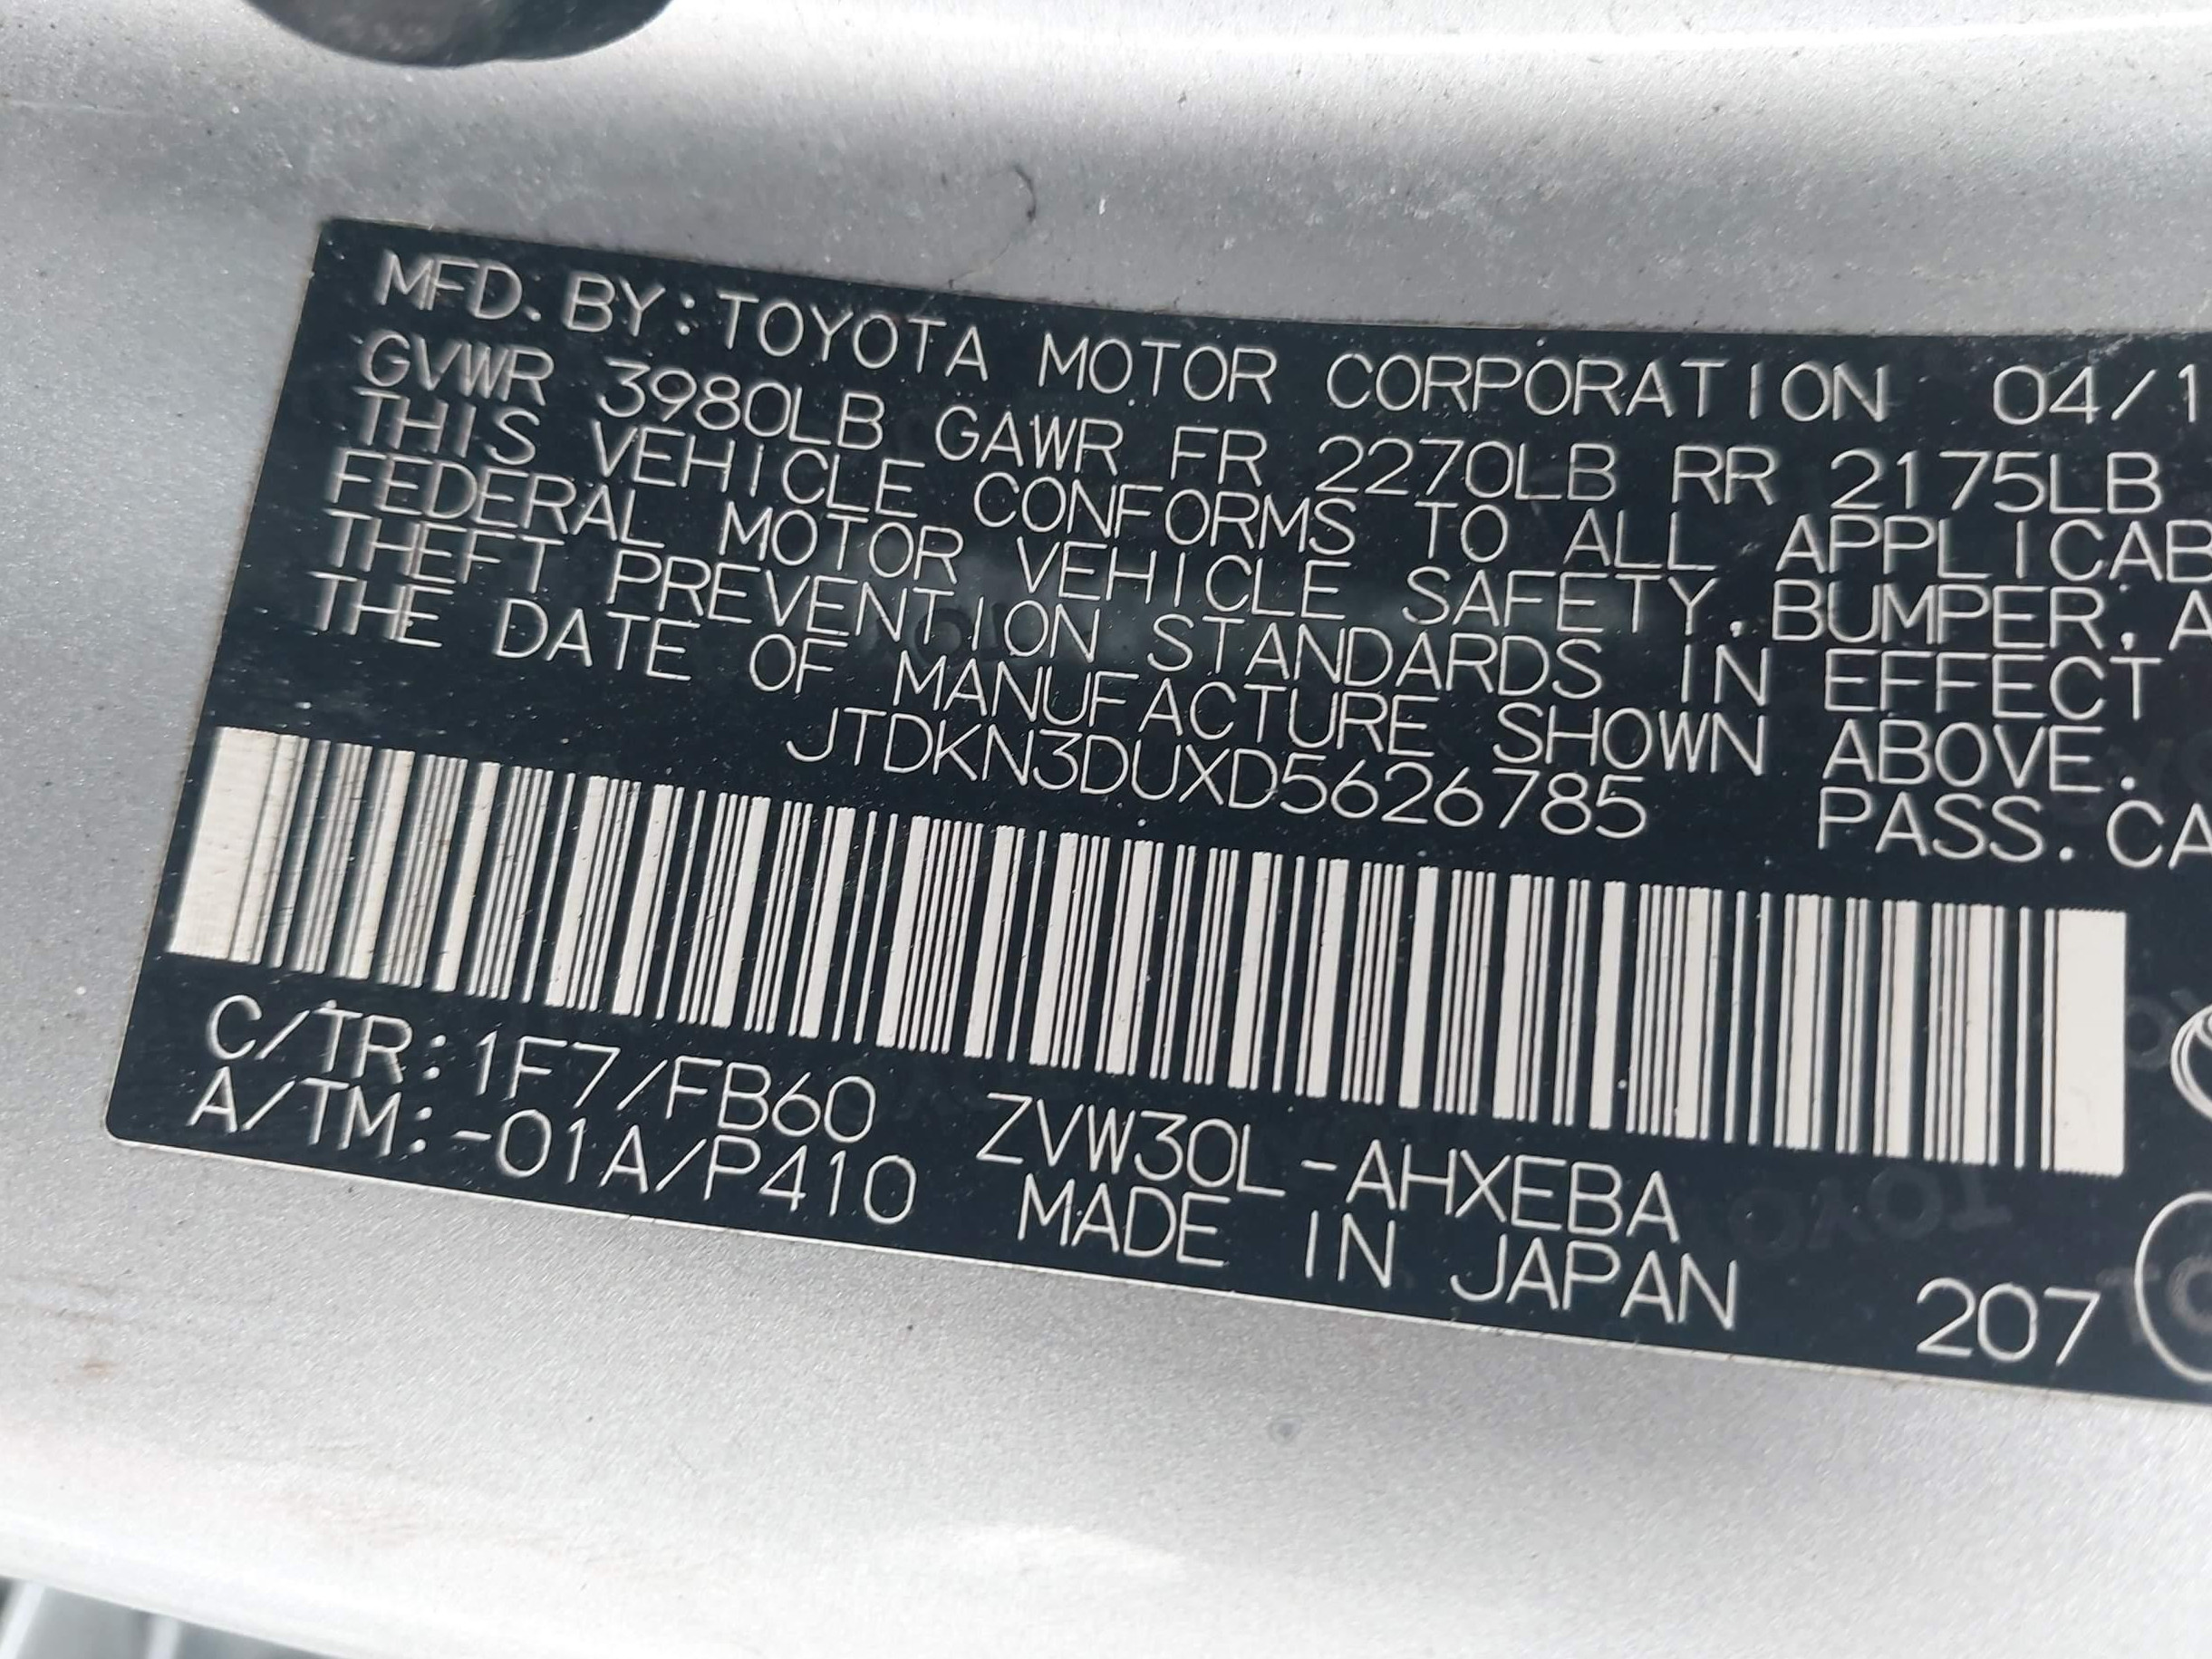 MFD. BY: TOYOTA MOTOR CORPORATION 04/1
GVWR 3980LB GAWR FR 2270LB RR 2175LB
THIS VEHICLE CONFORMS TO ALL APPLICAB
FEDERAL MOTOR VEHICLE SAFETY, BUMPER, A
THEFT PREVENTION STANDARDS IN EFFECT
THE DATE OF MANUFACTURE SHOWN ABOVE.
JTDKN3DUXD5626785 PASS. CA
C/TR: 1F7/FB60 ZVW30L-AHXEBA
A/TM: -01A/P410 MADE IN JAPAN 207